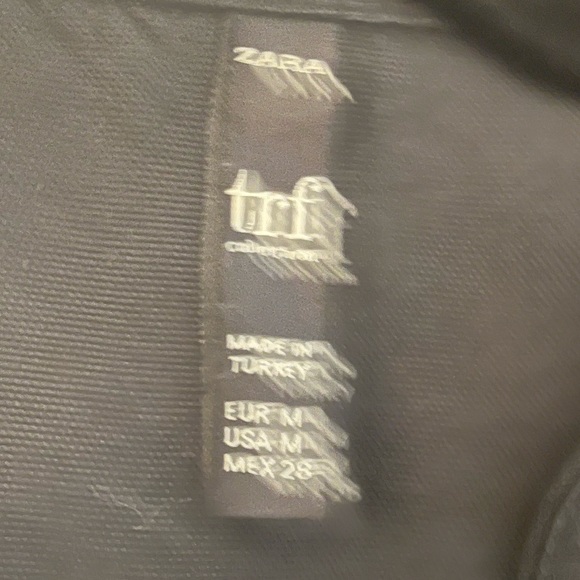 ZARA
trf
MADE IN
TURKEY
EUR M
USA M
MEX 28